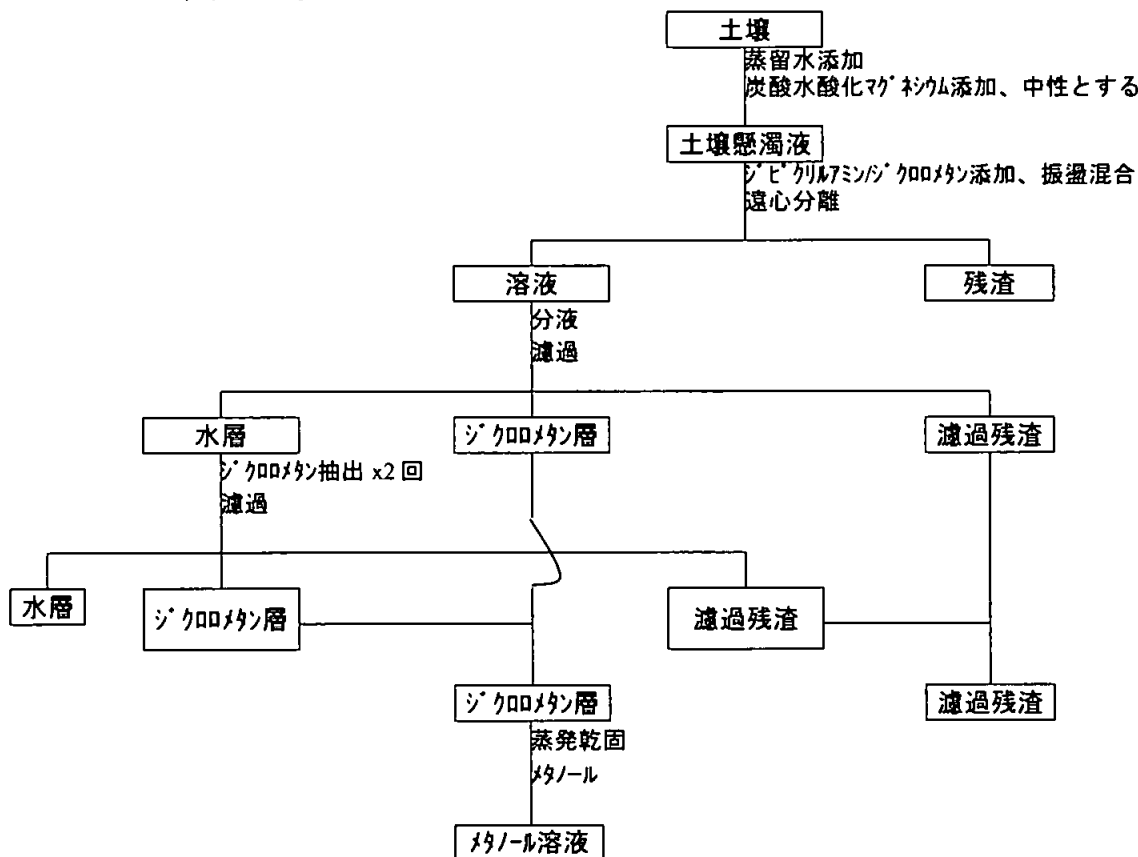 土壌
蒸留水添加
炭酸水酸化ﾏｸﾞﾈｼｳﾑ添加、中性とする
土壌懸濁液
ｼﾞﾋﾟｸﾘﾙｱﾐﾝ/ｼﾞｸﾛﾛﾒﾀﾝ添加、振盪混合
遠心分離
溶液
残渣
分液
濾過
水層
ｼﾞｸﾛﾛﾒﾀﾝ層
濾過残渣
ｼﾞｸﾛﾛﾒﾀﾝ抽出 x2 回
濾過
水層
ｼﾞｸﾛﾛﾒﾀﾝ層
濾過残渣
ｼﾞｸﾛﾛﾒﾀﾝ層
濾過残渣
蒸発乾固
ﾒﾀﾉｰﾙ
ﾒﾀﾉｰﾙ溶液